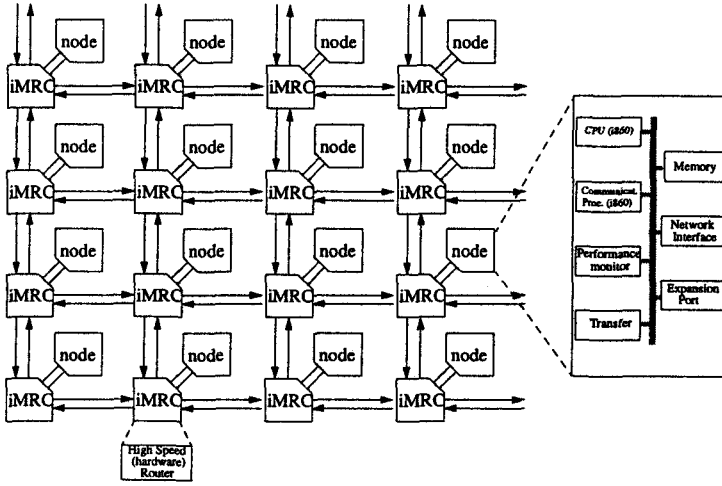 node
node
node
node
iMRC
iMRC
iMRC
iMRC
node
node
node
node
iMRC
iMRC
iMRC
iMRC
node
node
node
node
iMRC
iMRC
iMRC
iMRC
node
node
node
node
iMRC
iMRC
iMRC
iMRC
High Speed
(hardware)
Router
CPU (i860)
Memory
Communicat.
Proc. (i860)
Network
Interface
Performance
monitor
Expansion
Port
Transfer